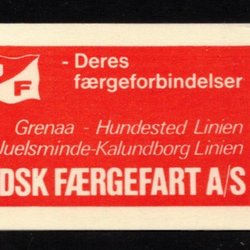 F
- Deres
færgeforbindelser
Grenaa - Hundested Linien
Juelsminde-Kalundborg Linien
DSK FÆRGEFART A/S